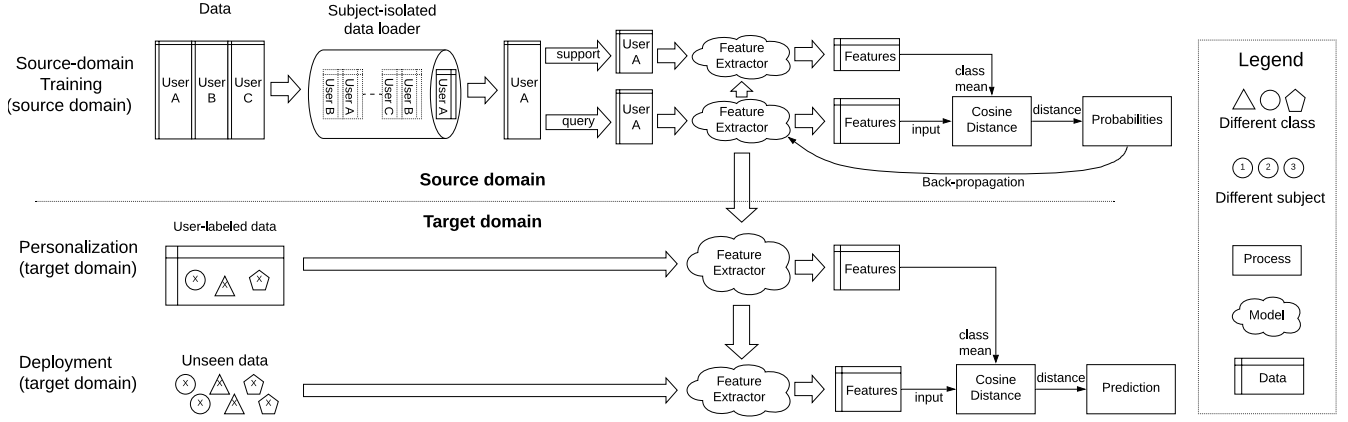 Data
Subject-isolated
data loader
Source-domain
Training
(source domain)
User
A
User
B
User
C
User B
User A
User C
User B
User A
User
A
support
query
User
A
User
A
Feature
Extractor
Feature
Extractor
Features
Features
class
mean
input
Cosine
Distance
distance
Probabilities
Back-propagation
Source domain
Target domain
Personalization
(target domain)
User-labeled data
X
X
X
Feature
Extractor
Features
class
mean
Deployment
(target domain)
Unseen data
X
X
X
X
X
X
Feature
Extractor
Features
input
Cosine
Distance
distance
Prediction
Legend
Different class
1 2 3
Different subject
Process
Model
Data